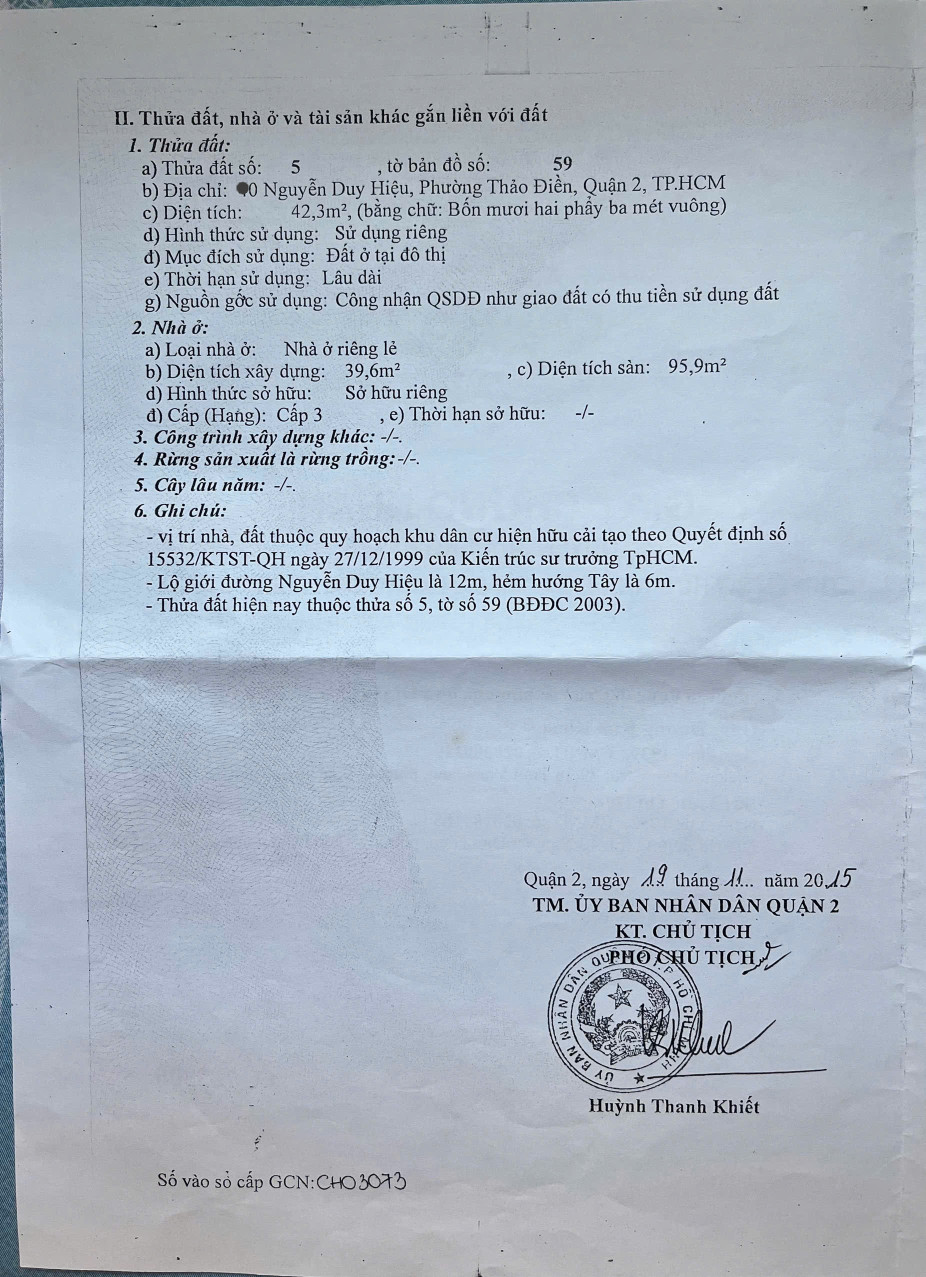 II. Thửa đất, nhà ở và tài sản khác gắn liền với đất
1. Thửa đất:
a) Thửa đất số: 5 , tờ bản đồ số: 59
b) Địa chỉ: 0 Nguyễn Duy Hiệu, Phường Thảo Điền, Quận 2, TP.HCM
c) Diện tích: 42,3m², (bằng chữ: Bốn mươi hai phẩy ba mét vuông)
d) Hình thức sử dụng: Sử dụng riêng
đ) Mục đích sử dụng: Đất ở tại đô thị
e) Thời hạn sử dụng: Lâu dài
g) Nguồn gốc sử dụng: Công nhận QSDĐ như giao đất có thu tiền sử dụng đất
2. Nhà ở:
a) Loại nhà ở: Nhà ở riêng lẻ
b) Diện tích xây dựng: 39,6m² , c) Diện tích sàn: 95,9m²
d) Hình thức sở hữu: Sở hữu riêng
đ) Cấp (Hạng): Cấp 3 , e) Thời hạn sở hữu: -/-
3. Công trình xây dựng khác: -/-.
4. Rừng sản xuất là rừng trồng: -/-.
5. Cây lâu năm: -/-.
6. Ghi chú:
- vị trí nhà, đất thuộc quy hoạch khu dân cư hiện hữu cải tạo theo Quyết định số
15532/KTST-QH ngày 27/12/1999 của Kiến trúc sư trưởng TpHCM.
- Lộ giới đường Nguyễn Duy Hiệu là 12m, hẻm hướng Tây là 6m.
- Thửa đất hiện nay thuộc thửa số 5, tờ số 59 (BĐĐC 2003).
Quận 2, ngày 19 tháng 11... năm 2015
TM. ỦY BAN NHÂN DÂN QUẬN 2
KT. CHỦ TỊCH
PHÓ CHỦ TỊCH
ỦY BAN NHÂN DÂN QUẬN 2 T.P HỒ CHÍ MINH
Huỳnh Thanh Khiết
Số vào sổ cấp GCN: CH03073